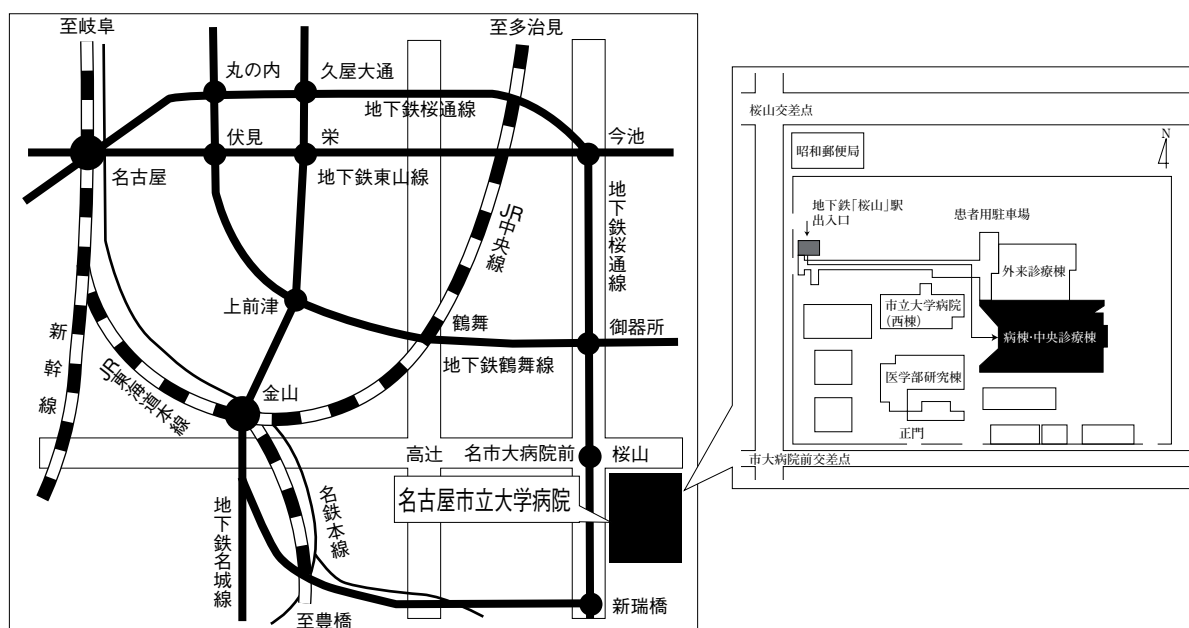 至岐阜
至多治見
丸の内
久屋大通
地下鉄桜通線
伏見
栄
今池
名古屋
地下鉄東山線
地下鉄桜通線
JR中央線
上前津
鶴舞
御器所
地下鉄鶴舞線
新幹線
JR東海道本線
金山
高辻
名市大病院前
桜山
名古屋市立大学病院
地下鉄名城線
名鉄本線
至豊橋
新瑞橋
桜山交差点
昭和郵便局
N
地下鉄「桜山」駅
出入口
患者用駐車場
外来診療棟
市立大学病院
(西棟)
病棟・中央診療棟
医学部研究棟
正門
市大病院前交差点